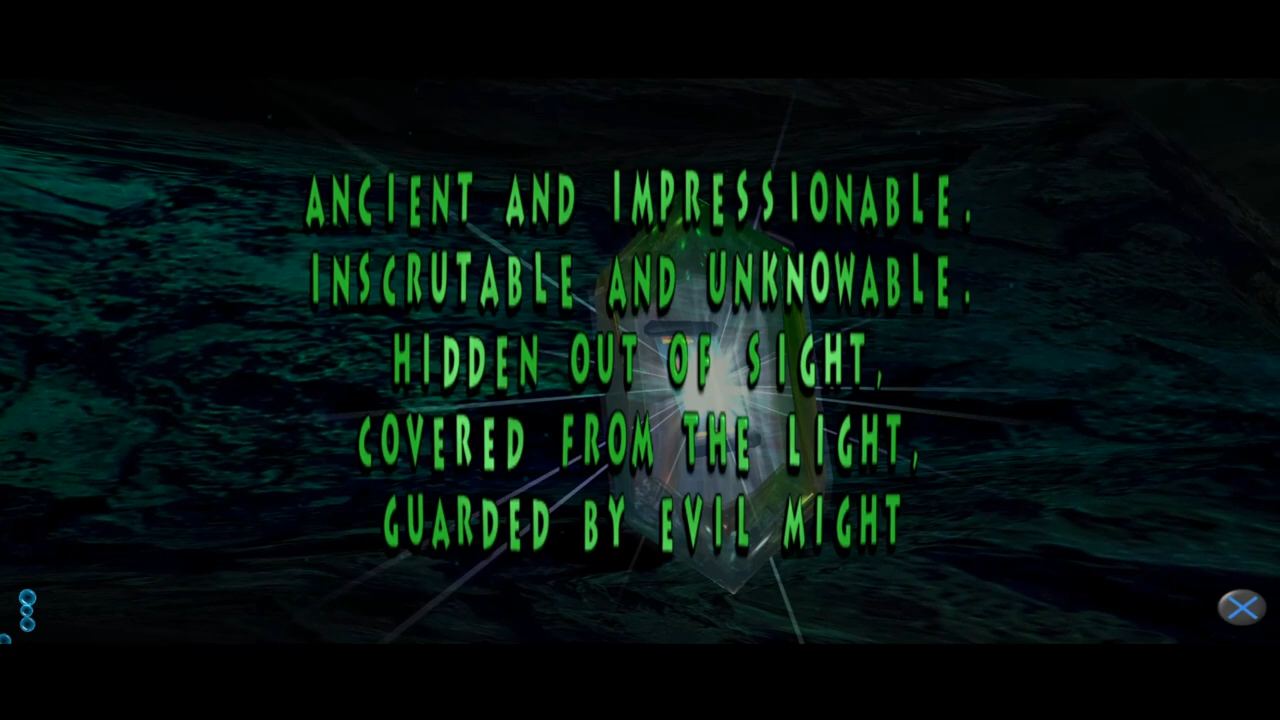 ANCIENT AND IMPRESSIONABLE.
INSCRUTABLE AND UNKNOWABLE.
HIDDEN OUT OF SIGHT,
COVERED FROM THE LIGHT,
GUARDED BY EVIL MIGHT